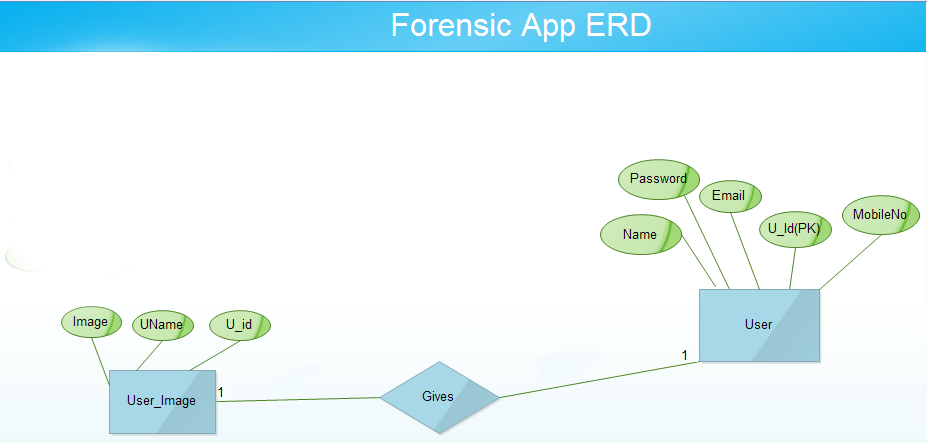 Forensic App ERD
Password
Email
MobileNo
U_Id(PK)
Name
User
Image
UName
U_id
1
1
User_Image
Gives